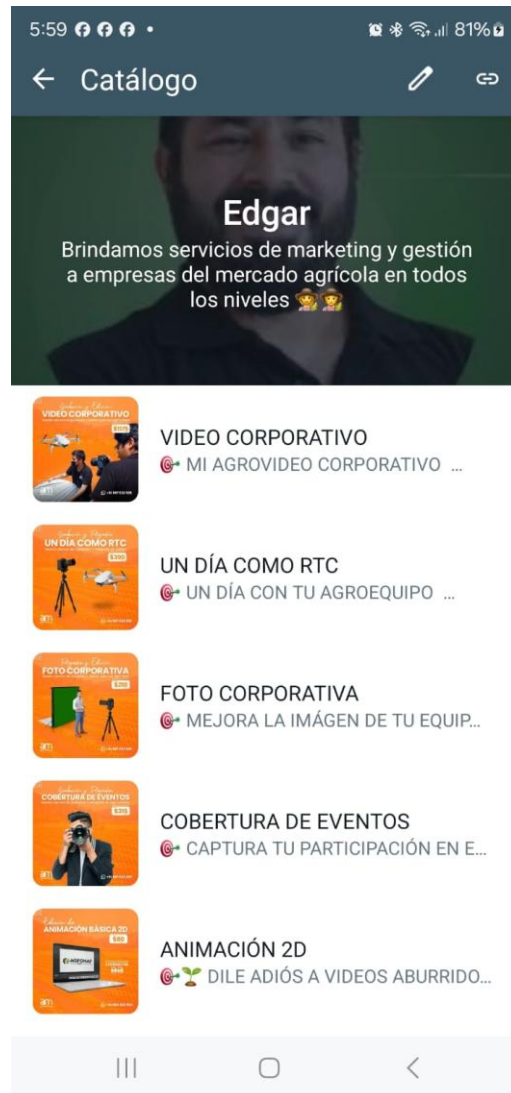 5:59
81%
Catálogo
Edgar
Brindamos servicios de marketing y gestión
a empresas del mercado agrícola en todos
los niveles
VIDEO CORPORATIVO
VIDEO CORPORATIVO
MI AGROVIDEO CORPORATIVO ...
UN DÍA COMO RTC
UN DÍA COMO RTC
UN DÍA CON TU AGROEQUIPO ...
FOTO CORPORATIVA
FOTO CORPORATIVA
MEJORA LA IMÁGEN DE TU EQUIP...
COBERTURA DE EVENTOS
COBERTURA DE EVENTOS
CAPTURA TU PARTICIPACIÓN EN E...
ANIMACIÓN BÁSICA 2D
$80
ANIMACIÓN 2D
DILE ADIÓS A VIDEOS ABURRIDO...